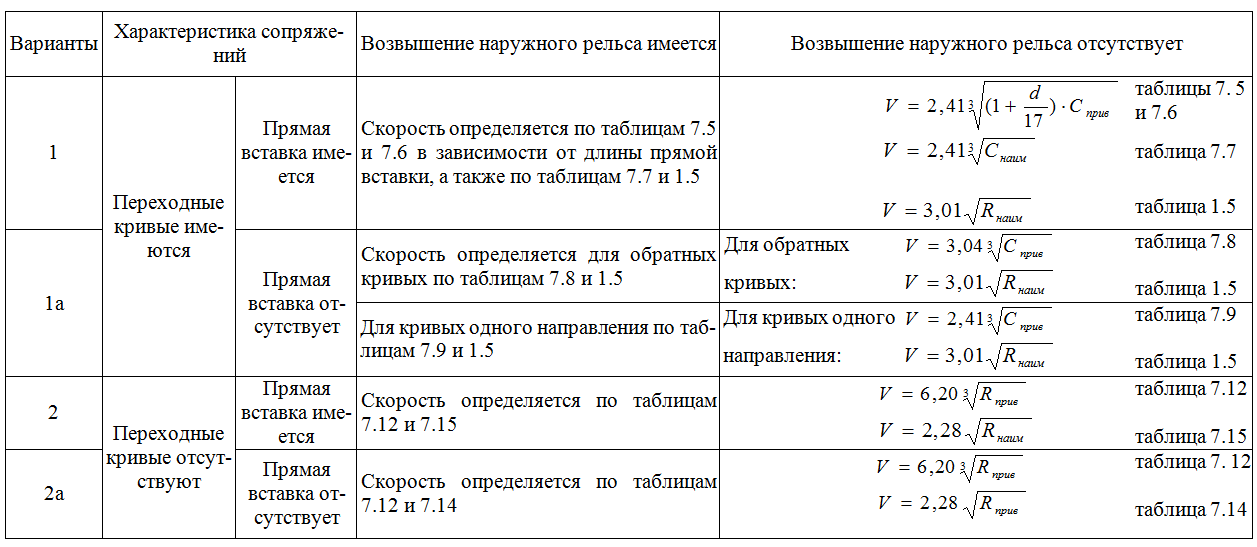 Варианты
Характеристика сопряже-
ний
Возвышение наружного рельса имеется
Возвышение наружного рельса отсутствует
1
Переходные
кривые име-
ются
Прямая
вставка име-
ется
Скорость определяется по таблицам 7.5
и 7.6 в зависимости от длины прямой
вставки, а также по таблицам 7.7 и 1.5
V = 2,41 ∛((1 + d/17) · C прив)
таблицы 7. 5
и 7.6
V = 2,41 ∛C наим
таблица 7.7
V = 3,01 √R наим
таблица 1.5
1а
Прямая
вставка от-
сутствует
Скорость определяется для обратных
кривых по таблицам 7.8 и 1.5
Для обратных
кривых:
V = 3,04 ∛C прив
таблица 7.8
V = 3,01 √R наим
таблица 1.5
Для кривых одного направления по таб-
лицам 7.9 и 1.5
Для кривых одного
направления:
V = 2,41 ∛C прив
таблица 7.9
V = 3,01 √R наим
таблица 1.5
2
Переходные
кривые отсут-
ствуют
Прямая
вставка име-
ется
Скорость определяется по таблицам
7.12 и 7.15
V = 6,20 ∛R прив
таблица 7.12
V = 2,28 √R наим
таблица 7.15
2а
Прямая
вставка от-
сутствует
Скорость определяется по таблицам
7.12 и 7.14
V = 6,20 ∛R прив
таблица 7. 12
V = 2,28 √R прив
таблица 7.14